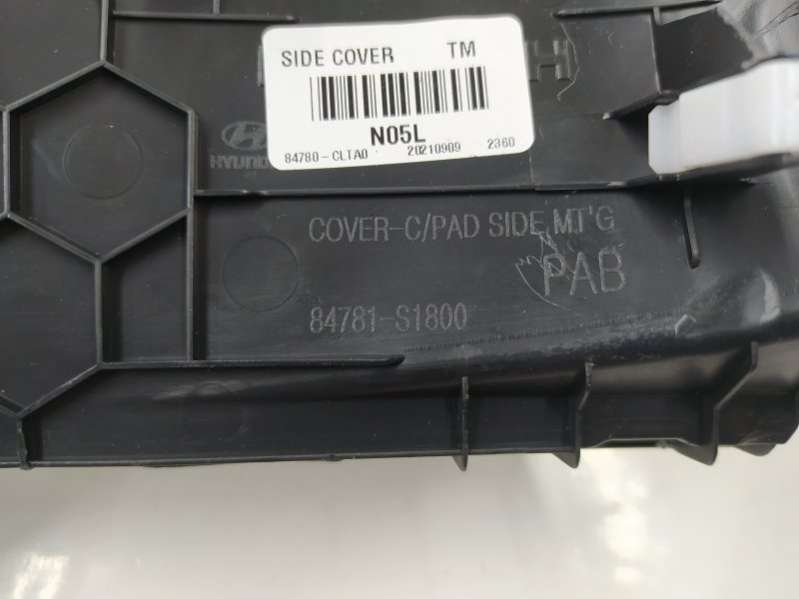 SIDE COVER TM
N05L
84780-CLTA0 20210909 2360
COVER-C/PAD SIDE MT'G
PAB
84781-S1800